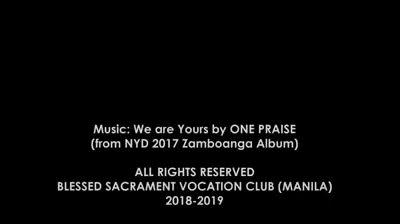 Music: We are Yours by ONE PRAISE
(from NYD 2017 Zamboanga Album)
ALL RIGHTS RESERVED
BLESSED SACRAMENT VOCATION CLUB (MANILA)
2018-2019